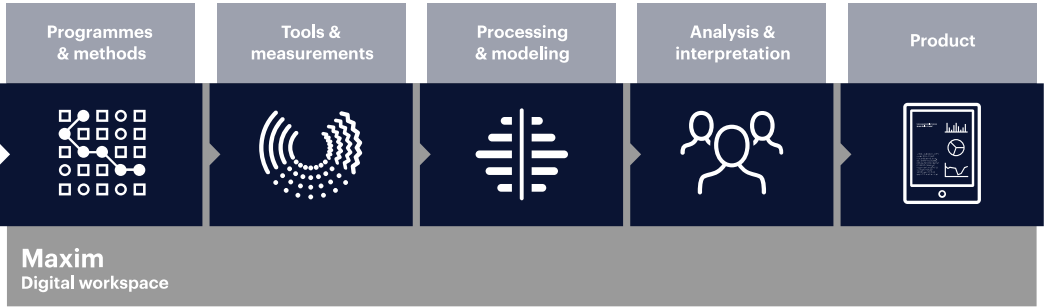 Programmes
& methods
Tools &
measurements
Processing
& modeling
Analysis &
interpretation
Product
Maxim
Digital workspace